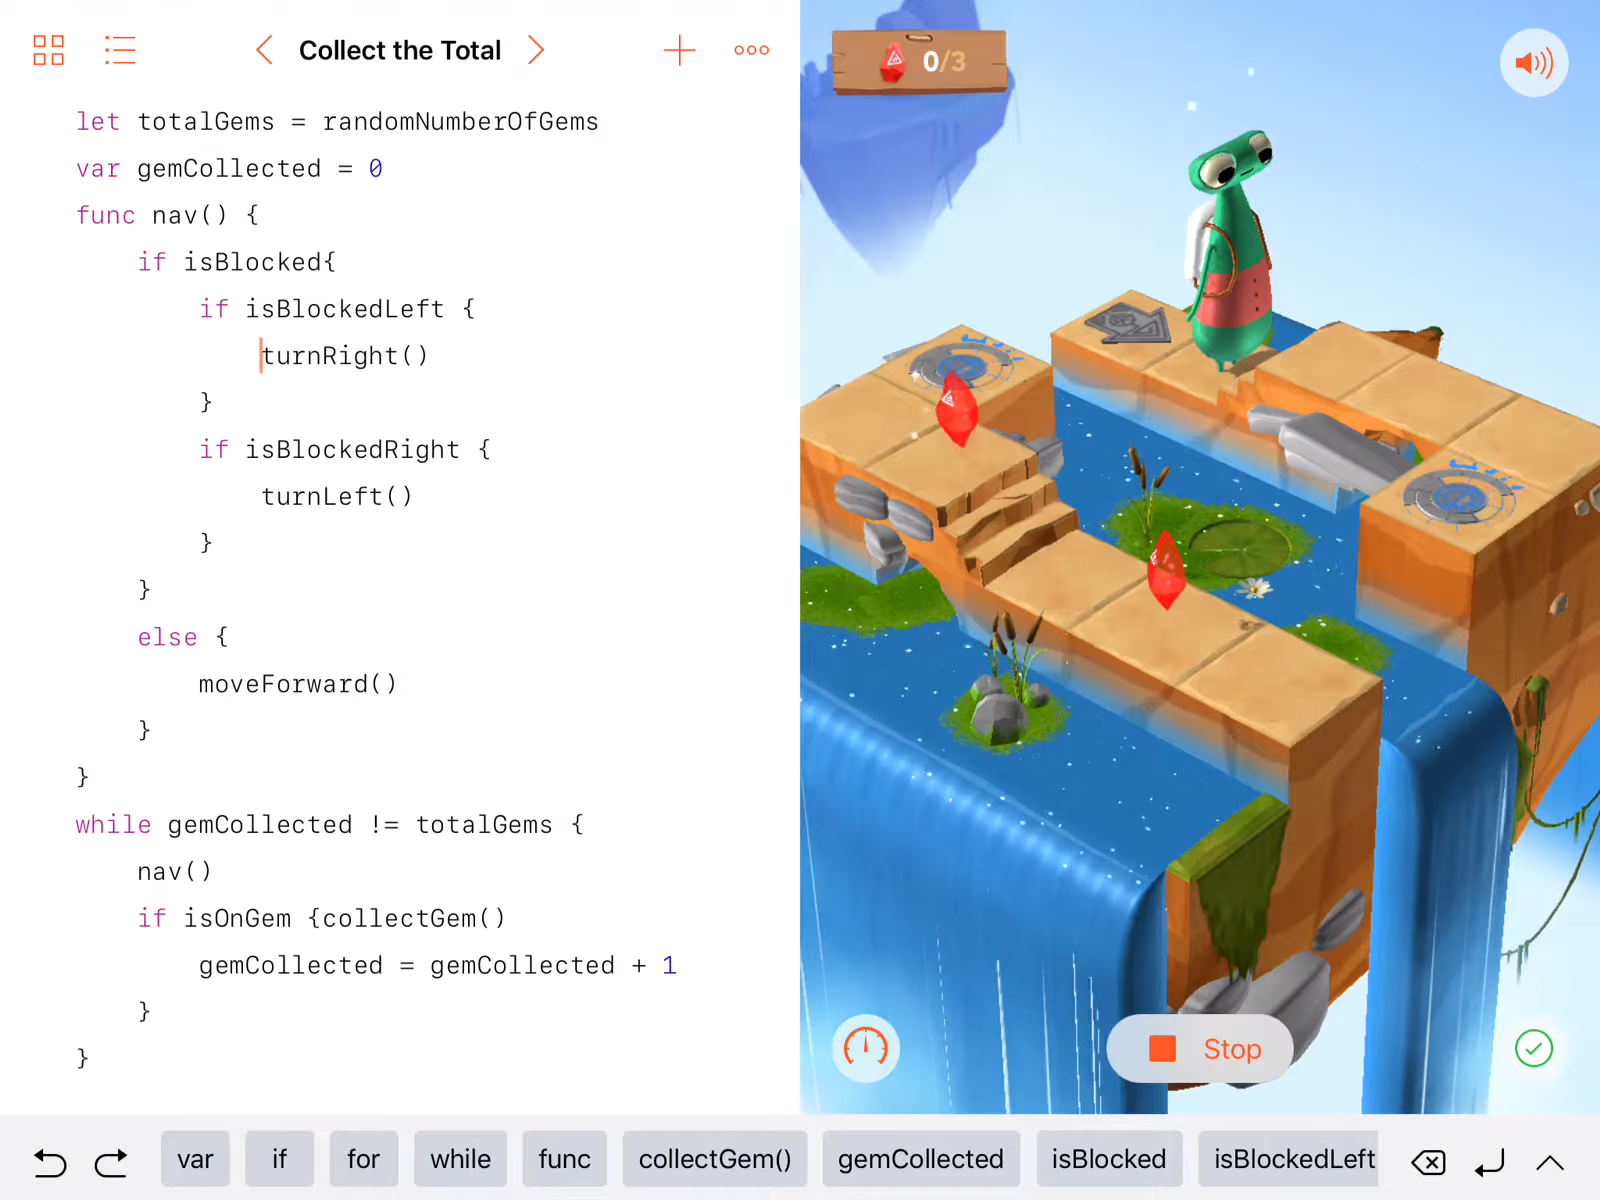 Collect the Total
let totalGems = randomNumberOfGems
var gemCollected = 0
func nav() {
if isBlocked{
if isBlockedLeft {
turnRight()
}
if isBlockedRight {
turnLeft()
}
}
else {
moveForward()
}
}
while gemCollected != totalGems {
nav()
if isOnGem {collectGem()
gemCollected = gemCollected + 1
}
}
0/3
Stop
var if for while func collectGem() gemCollected isBlocked isBlockedLeft